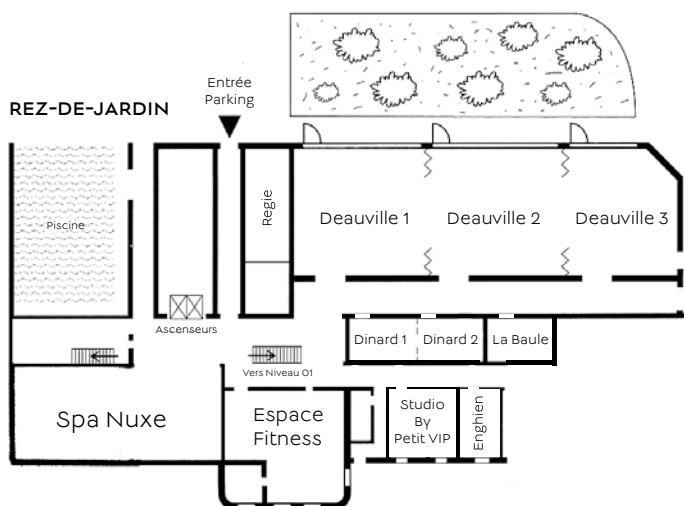 Entrée
Parking
REZ-DE-JARDIN
Regie
Deauville 1
Deauville 2
Deauville 3
Piscine
Ascenseurs
Dinard 1
Dinard 2
La Baule
Vers Niveau 01
Spa Nuxe
Espace
Fitness
Studio
By
Petit VIP
Enghien